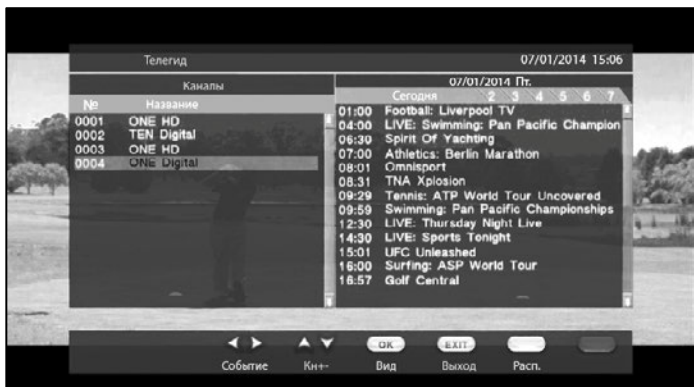 Телегид 07/01/2014 15:06
Каналы
07/01/2014 Пт.
Сегодня 2 3 4 5 6 7
№ Название
0001 ONE HD
0002 TEN Digital
0003 ONE HD
0004 ONE Digital
01:00 Football: Liverpool TV
04:00 LIVE: Swimming: Pan Pacific Champion
06:30 Spirit Of Yachting
07:00 Athletics: Berlin Marathon
08:01 Omnisport
08:31 TNA Xplosion
09:29 Tennis: ATP World Tour Uncovered
09:59 Swimming: Pan Pacific Championships
12:30 LIVE: Thursday Night Live
14:30 LIVE: Sports Tonight
15:01 UFC Unleashed
16:00 Surfing: ASP World Tour
16:57 Golf Central
OK EXIT
Событие Кн+- Вид Выход Расп.